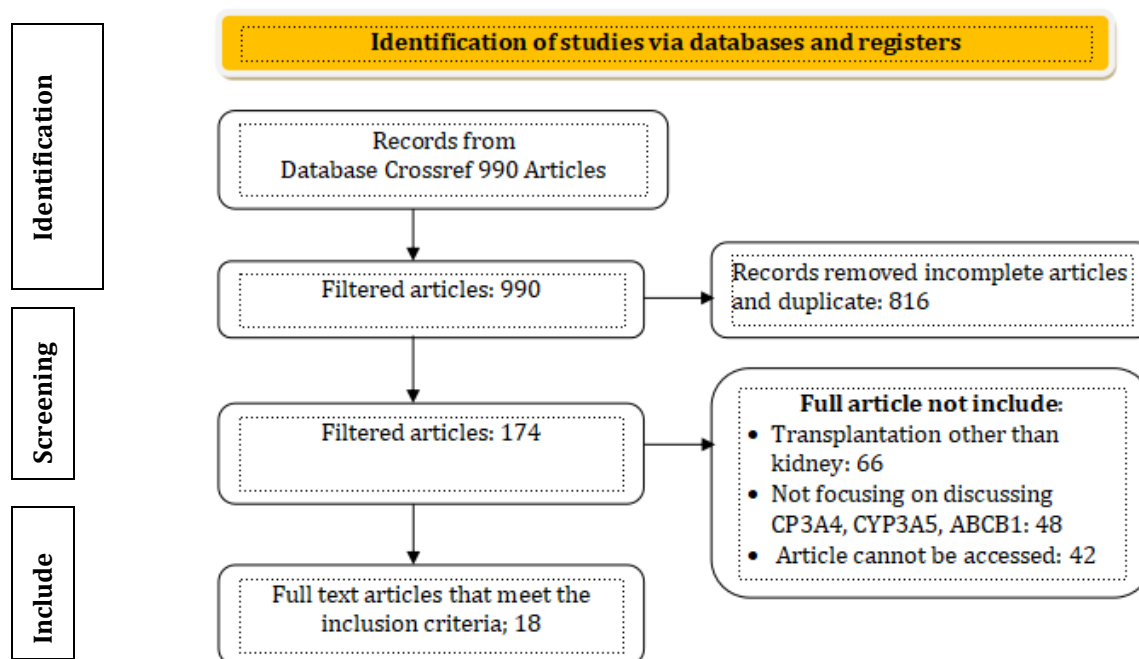 Identification of studies via databases and registers
Identification
Records from
Database Crossref 990 Articles
Filtered articles: 990
Records removed incomplete articles
and duplicate: 816
Screening
Filtered articles: 174
Full article not include:
• Transplantation other than
kidney: 66
• Not focusing on discussing
CP3A4, CYP3A5, ABCB1: 48
• Article cannot be accessed: 42
Include
Full text articles that meet the
inclusion criteria; 18